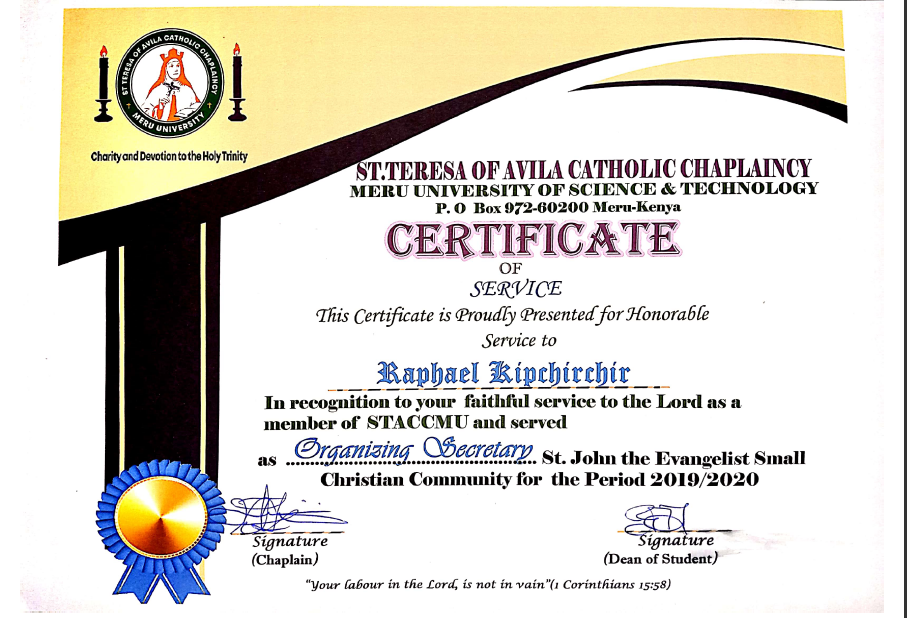 ST TERESA OF AVILA CATHOLIC CHAPLAINCY
MERU UNIVERSITY
Charity and Devotion to the Holy Trinity
ST.TERESA OF AVILA CATHOLIC CHAPLAINCY
MERU UNIVERSITY OF SCIENCE & TECHNOLOGY
P. O Box 972-60200 Meru-Kenya
CERTIFICATE
OF
SERVICE
This Certificate is Proudly Presented for Honorable
Service to
Raphael Kipchirchir
In recognition to your faithful service to the Lord as a
member of STACCMU and served
as Organizing Secretary St. John the Evangelist Small
Christian Community for the Period 2019/2020
Signature
(Chaplain)
Signature
(Dean of Student)
"Your labour in the Lord, is not in vain"(1 Corinthians 15:58)